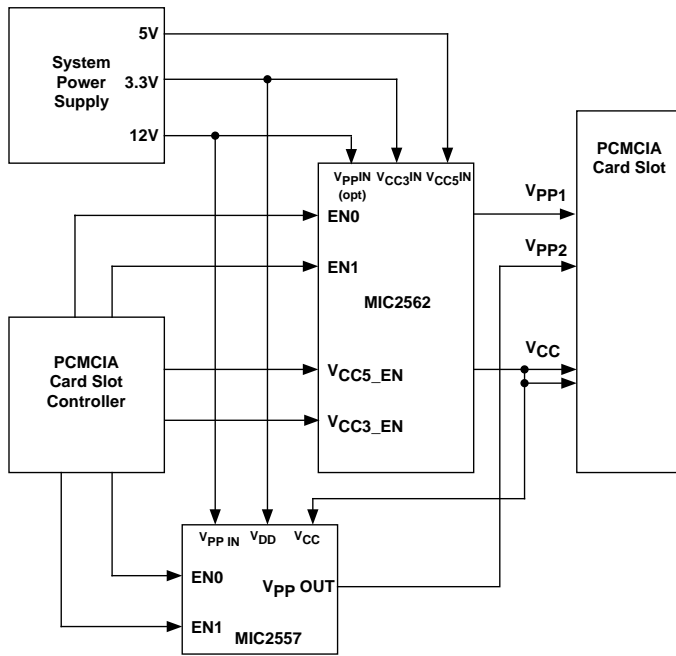 System
Power
Supply
5V
3.3V
12V
VPPIN
(opt)
VCC3IN
VCC5IN
EN0
EN1
MIC2562
VCC5_EN
VCC3_EN
PCMCIA
Card Slot
VPP1
VPP2
VCC
PCMCIA
Card Slot
Controller
VPP IN
VDD
VCC
EN0
EN1
VPP OUT
MIC2557